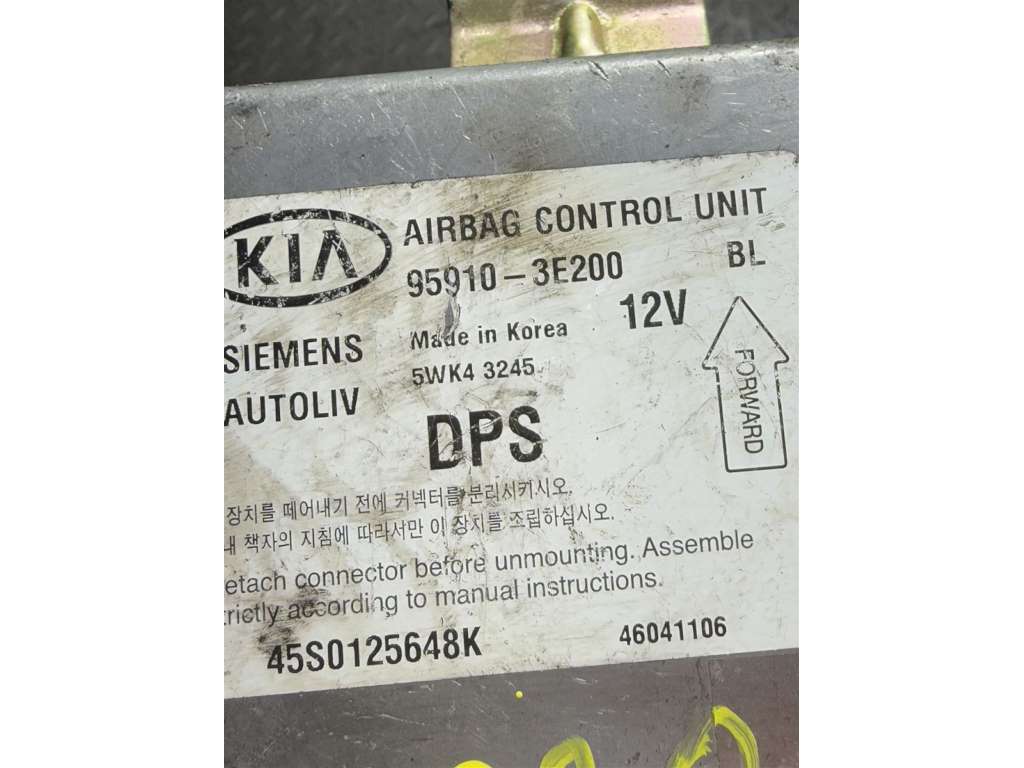 KIA
AIRBAG CONTROL UNIT
95910-3E200
BL
12V
SIEMENS
AUTOLIV
Made in Korea
5WK4 3245
DPS
FORWARD
장치를 떼어내기 전에 커넥터를 분리시키시오.
내 책자의 지침에 따라서만 이 장치를 조립하십시오.
etach connector before unmounting. Assemble
trictly according to manual instructions.
45S0125648K
46041106